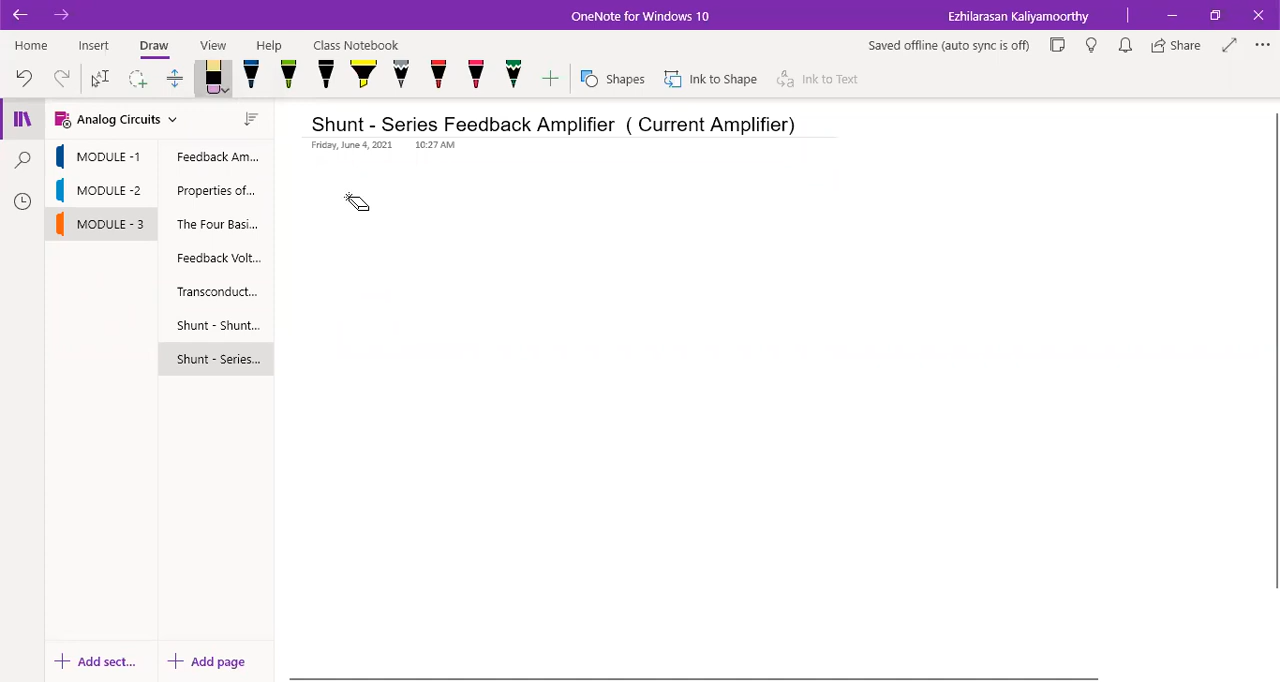 OneNote for Windows 10
Ezhilarasan Kaliyamoorthy
Home Insert Draw View Help Class Notebook
Saved offline (auto sync is off) Share
Shapes Ink to Shape Ink to Text
Analog Circuits
MODULE -1
MODULE -2
MODULE - 3
Feedback Am...
Properties of...
The Four Basi...
Feedback Volt...
Transconduct...
Shunt - Shunt...
Shunt - Series...
Shunt - Series Feedback Amplifier ( Current Amplifier)
Friday, June 4, 2021 10:27 AM
Add sect... Add page